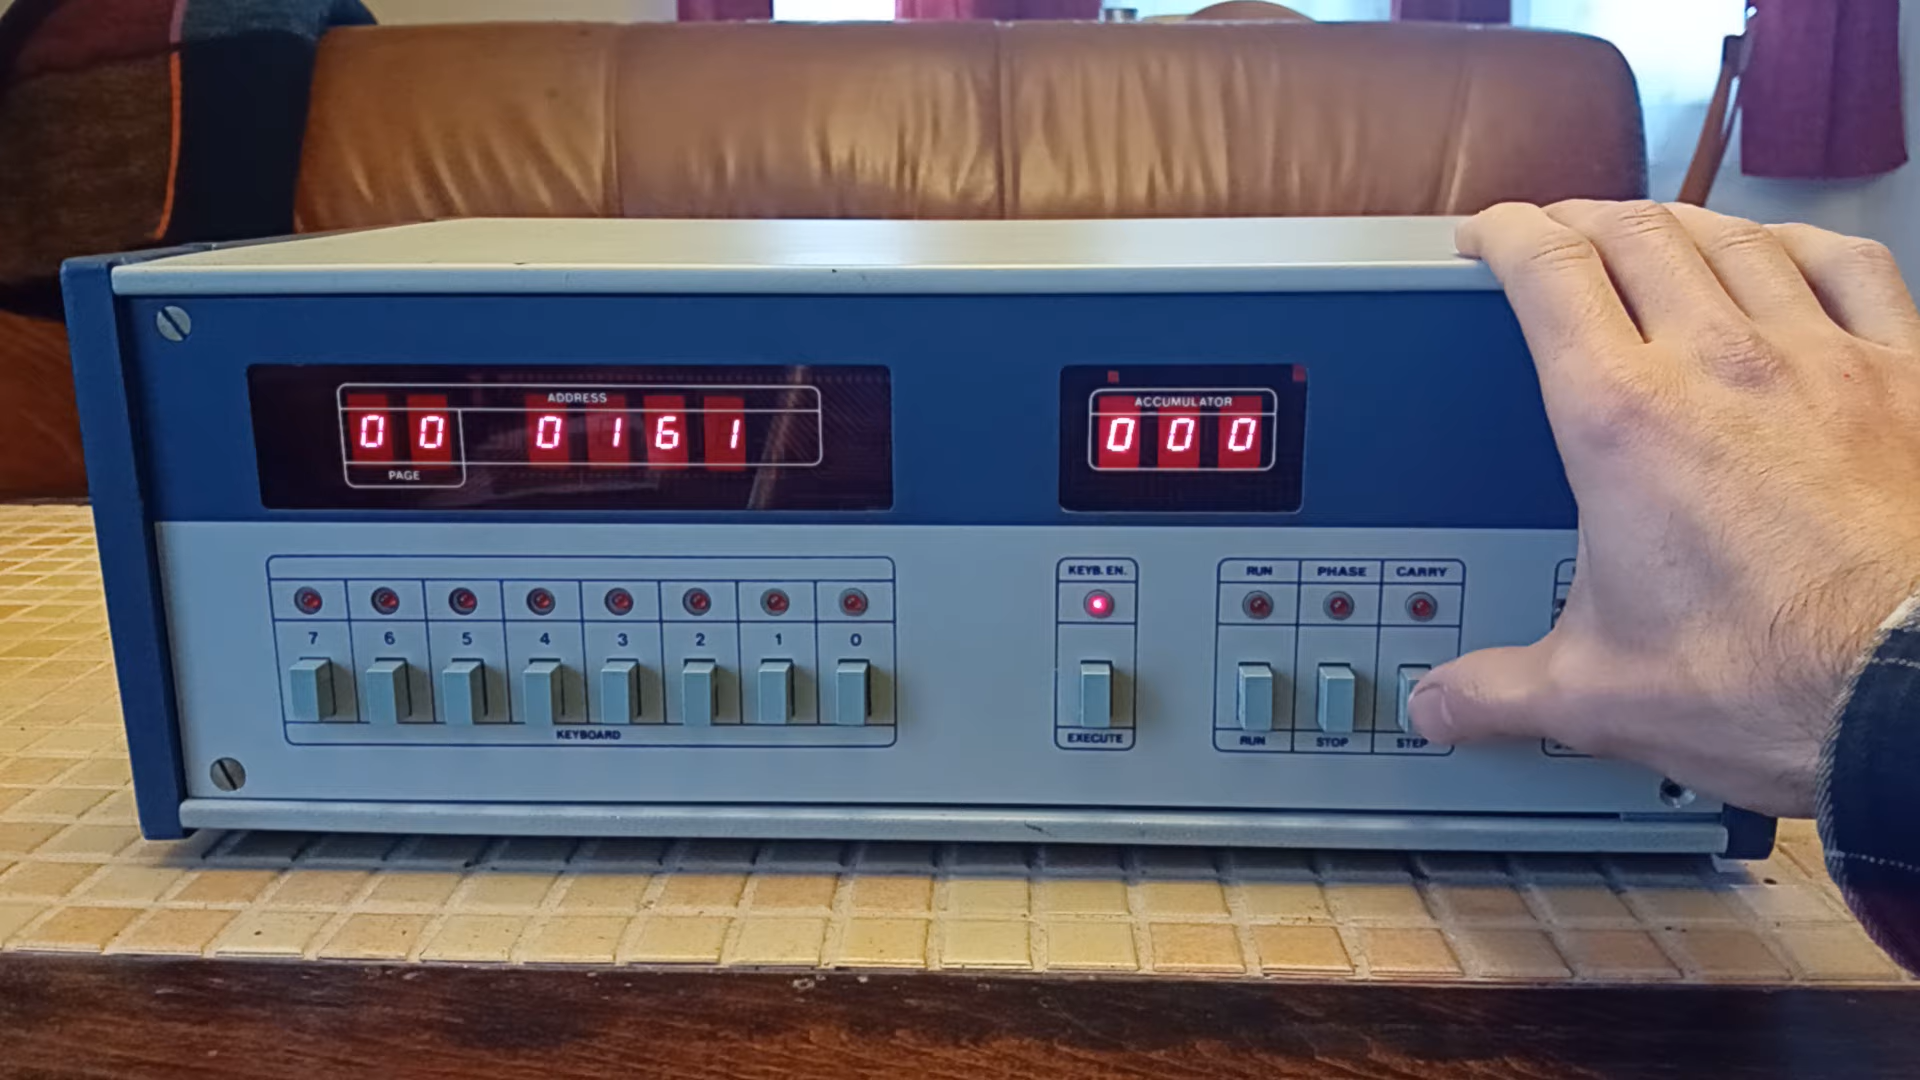 ADDRESS
00 0161
PAGE
ACCUMULATOR
000
7 6 5 4 3 2 1 0
KEYBOARD
KEYB. EN.
EXECUTE
RUN PHASE CARRY
RUN STOP STEP